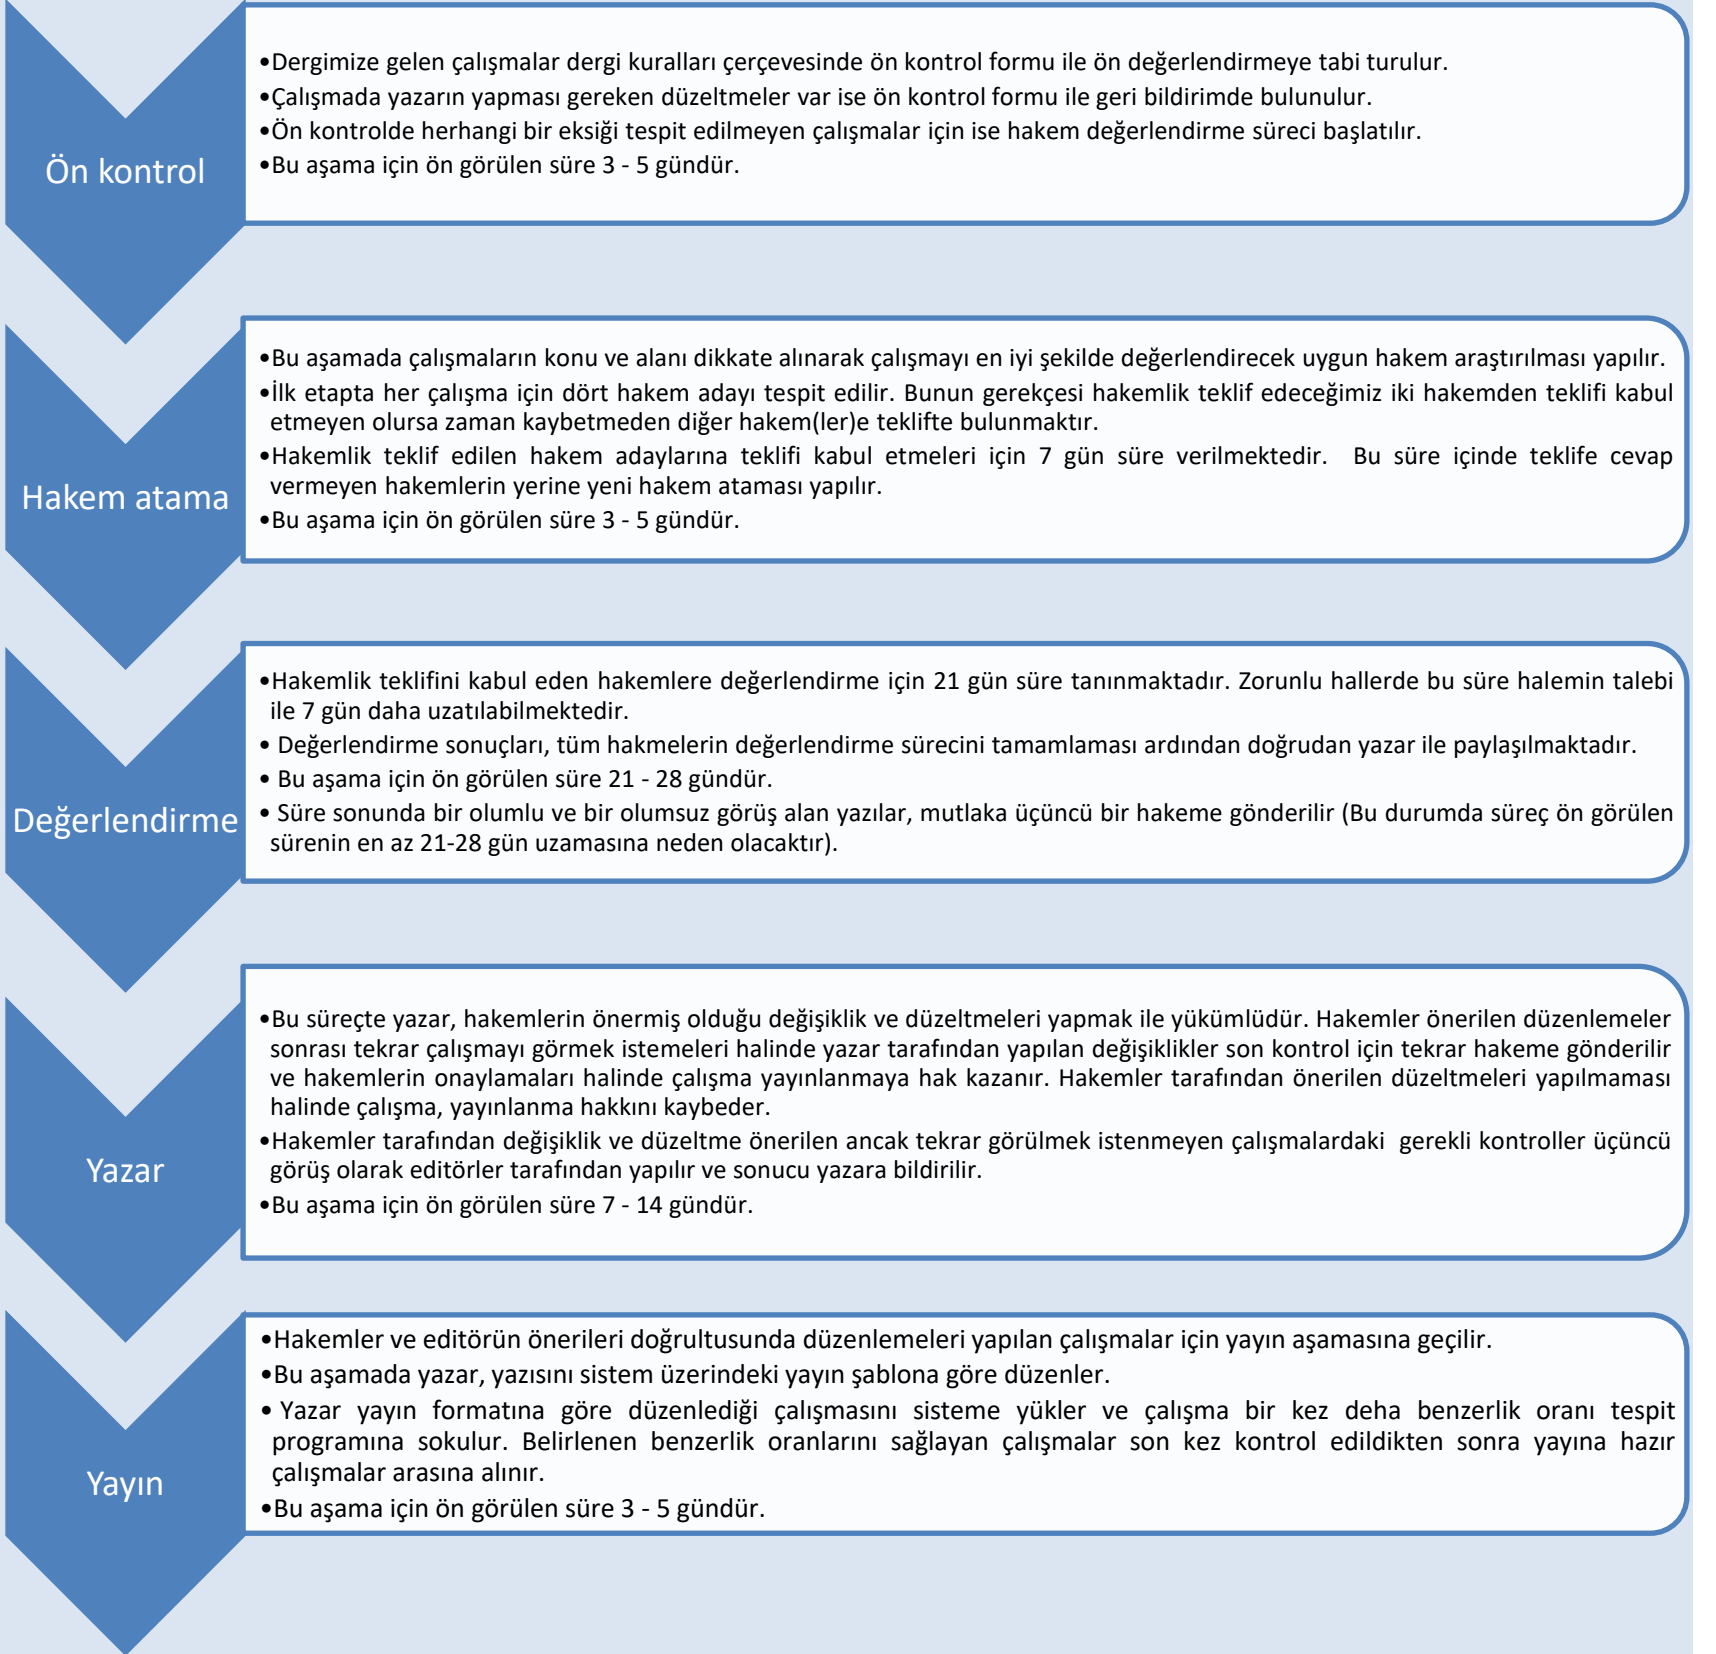 Ön kontrol
•Dergimize gelen çalışmalar dergi kuralları çerçevesinde ön kontrol formu ile ön değerlendirmeye tabi turulur.
•Çalışmada yazarın yapması gereken düzeltmeler var ise ön kontrol formu ile geri bildirimde bulunulur.
•Ön kontrolde herhangi bir eksiği tespit edilmeyen çalışmalar için ise hakem değerlendirme süreci başlatılır.
•Bu aşama için ön görülen süre 3 - 5 gündür.
Hakem atama
•Bu aşamada çalışmaların konu ve alanı dikkate alınarak çalışmayı en iyi şekilde değerlendirecek uygun hakem araştırılması yapılır.
•İlk etapta her çalışma için dört hakem adayı tespit edilir. Bunun gerekçesi hakemlik teklif edeceğimiz iki hakemden teklifi kabul
etmeyen olursa zaman kaybetmeden diğer hakem(ler)e teklifte bulunmaktır.
•Hakemlik teklif edilen hakem adaylarına teklifi kabul etmeleri için 7 gün süre verilmektedir. Bu süre içinde teklife cevap
vermeyen hakemlerin yerine yeni hakem ataması yapılır.
•Bu aşama için ön görülen süre 3 - 5 gündür.
Değerlendirme
•Hakemlik teklifini kabul eden hakemlere değerlendirme için 21 gün süre tanınmaktadır. Zorunlu hallerde bu süre halemin talebi
ile 7 gün daha uzatılabilmektedir.
• Değerlendirme sonuçları, tüm hakmelerin değerlendirme sürecini tamamlaması ardından doğrudan yazar ile paylaşılmaktadır.
• Bu aşama için ön görülen süre 21 - 28 gündür.
• Süre sonunda bir olumlu ve bir olumsuz görüş alan yazılar, mutlaka üçüncü bir hakeme gönderilir (Bu durumda süreç ön görülen
sürenin en az 21-28 gün uzamasına neden olacaktır).
Yazar
•Bu süreçte yazar, hakemlerin önermiş olduğu değişiklik ve düzeltmeleri yapmak ile yükümlüdür. Hakemler önerilen düzenlemeler
sonrası tekrar çalışmayı görmek istemeleri halinde yazar tarafından yapılan değişiklikler son kontrol için tekrar hakeme gönderilir
ve hakemlerin onaylamaları halinde çalışma yayınlanmaya hak kazanır. Hakemler tarafından önerilen düzeltmeleri yapılmaması
halinde çalışma, yayınlanma hakkını kaybeder.
•Hakemler tarafından değişiklik ve düzeltme önerilen ancak tekrar görülmek istenmeyen çalışmalardaki gerekli kontroller üçüncü
görüş olarak editörler tarafından yapılır ve sonucu yazara bildirilir.
•Bu aşama için ön görülen süre 7 - 14 gündür.
Yayın
•Hakemler ve editörün önerileri doğrultusunda düzenlemeleri yapılan çalışmalar için yayın aşamasına geçilir.
•Bu aşamada yazar, yazısını sistem üzerindeki yayın şablona göre düzenler.
• Yazar yayın formatına göre düzenlediği çalışmasını sisteme yükler ve çalışma bir kez deha benzerlik oranı tespit
programına sokulur. Belirlenen benzerlik oranlarını sağlayan çalışmalar son kez kontrol edildikten sonra yayına hazır
çalışmalar arasına alınır.
•Bu aşama için ön görülen süre 3 - 5 gündür.